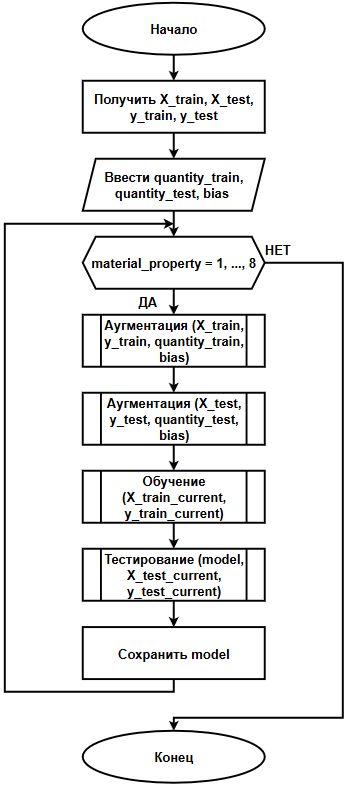 Начало
Получить X_train, X_test,
y_train, y_test
Ввести quantity_train,
quantity_test, bias
material_property = 1, ..., 8
НЕТ
ДА
Аугментация (X_train,
y_train, quantity_train,
bias)
Аугментация (X_test,
y_test, quantity_test,
bias)
Обучение
(X_train_current,
y_train_current)
Тестирование (model,
X_test_current,
y_test_current)
Сохранить model
Конец